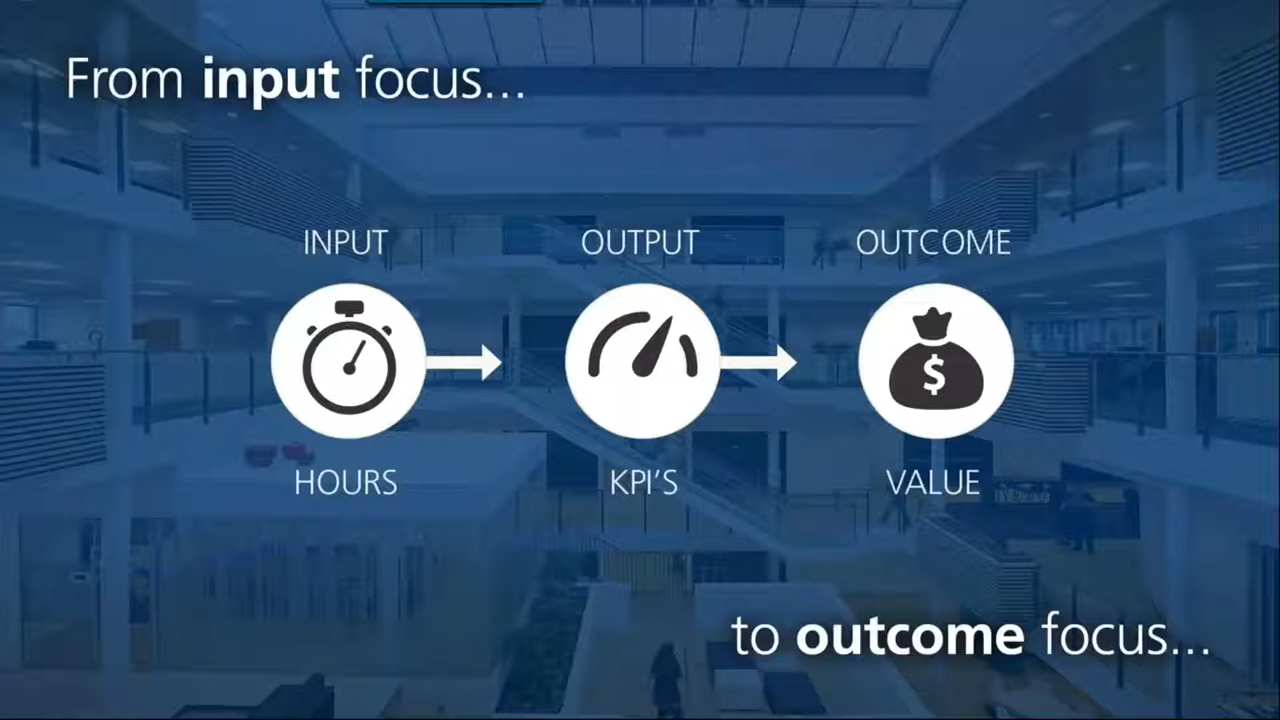 From input focus...
INPUT
OUTPUT
OUTCOME
$
HOURS
KPI'S
VALUE
to outcome focus...